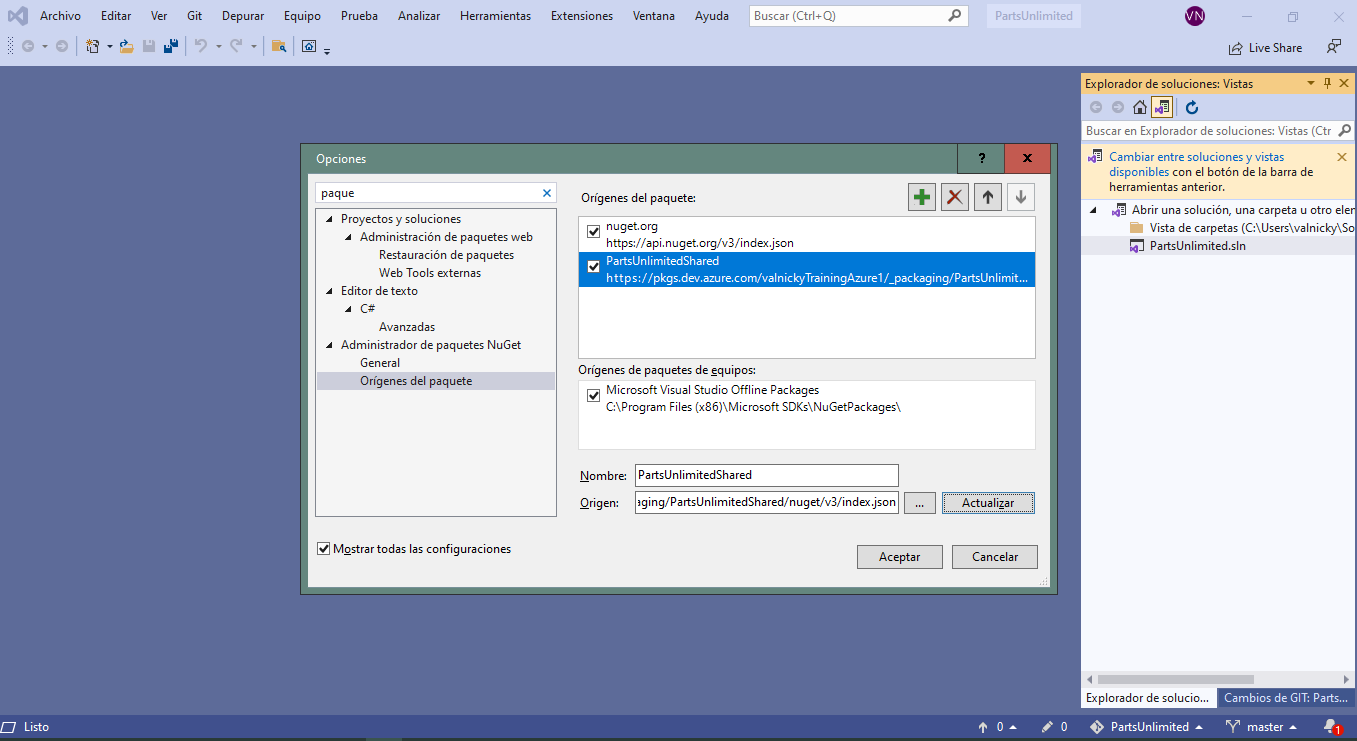 Archivo Editar Ver Git Depurar Equipo Prueba Analizar Herramientas Extensiones Ventana Ayuda Buscar (Ctrl+Q) PartsUnlimited VN
Live Share
Explorador de soluciones: Vistas
Buscar en Explorador de soluciones: Vistas (Ctr
Cambiar entre soluciones y vistas
disponibles con el botón de la barra de
herramientas anterior.
Abrir una solución, una carpeta u otro elen
Vista de carpetas (C:\Users\valnicky\So
PartsUnlimited.sln
Opciones ? x
paque
Proyectos y soluciones
Administración de paquetes web
Restauración de paquetes
Web Tools externas
Editor de texto
C#
Avanzadas
Administrador de paquetes NuGet
General
Orígenes del paquete
Orígenes del paquete:
nuget.org
https://api.nuget.org/v3/index.json
PartsUnlimitedShared
https://pkgs.dev.azure.com/valnickyTrainingAzure1/_packaging/PartsUnlimit...
Orígenes de paquetes de equipos:
Microsoft Visual Studio Offline Packages
C:\Program Files (x86)\Microsoft SDKs\NuGetPackages\
Nombre: PartsUnlimitedShared
Origen: aging/PartsUnlimitedShared/nuget/v3/index.json ... Actualizar
Mostrar todas las configuraciones
Aceptar Cancelar
Explorador de solucio... Cambios de GIT: Parts...
Listo 0 0 PartsUnlimited master 1